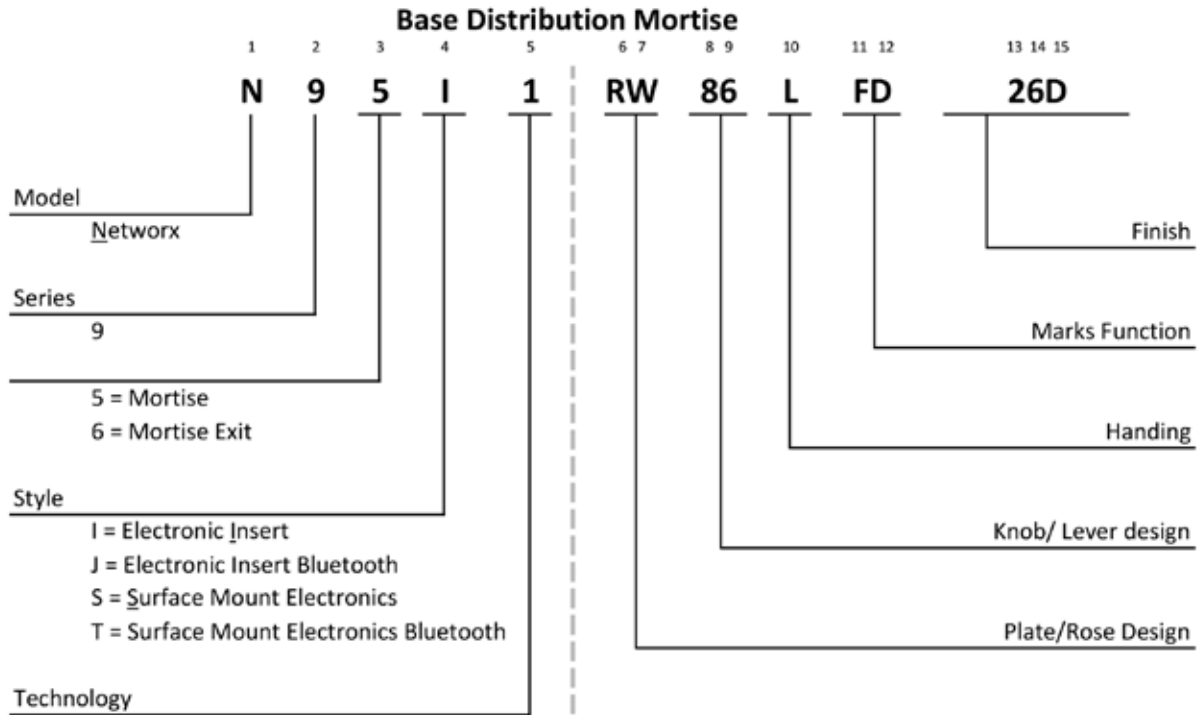 Base Distribution Mortise
1 2 3 4 5 6 7 8 9 10 11 12 13 14 15
N 9 5 I 1 RW 86 L FD 26D
Model
Networx
Finish
Series
9
Marks Function
5 = Mortise
6 = Mortise Exit
Handing
Style
I = Electronic Insert
J = Electronic Insert Bluetooth
Knob/ Lever design
S = Surface Mount Electronics
T = Surface Mount Electronics Bluetooth
Plate/Rose Design
Technology